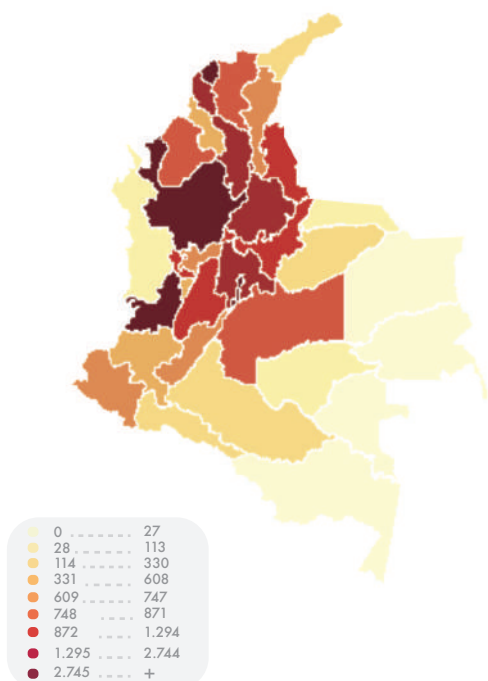 0 ........ 27
28 ....... 113
114 ...... 330
331 ...... 608
609 ...... 747
748 ---- 871
872 ---- 1.294
1.295 ---- 2.744
2.745 ---- +